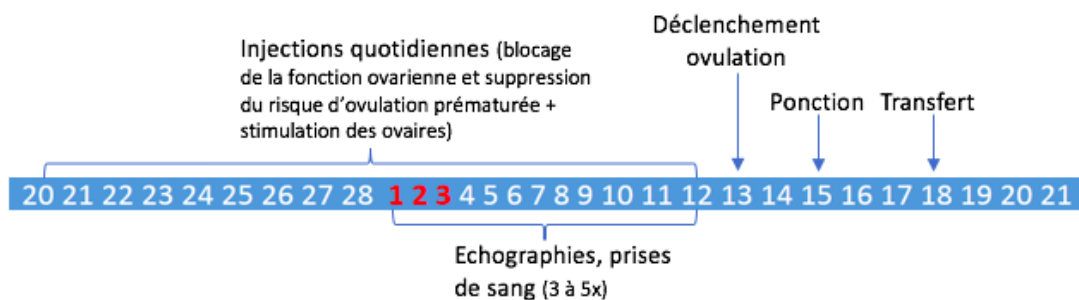 Injections quotidiennes (blocage
de la fonction ovarienne et suppression
du risque d'ovulation prématurée +
stimulation des ovaires)
Déclenchement
ovulation
Ponction
Transfert
20 21 22 23 24 25 26 27 28 1 2 3 4 5 6 7 8 9 10 11 12 13 14 15 16 17 18 19 20 21
Echographies, prises
de sang (3 à 5x)